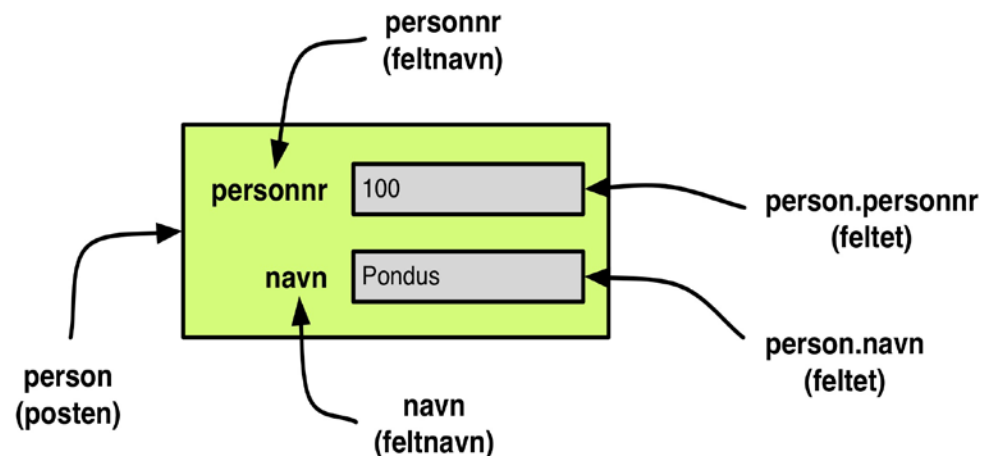 personnr
(feltnavn)
personnr
100
person.personnr
(feltet)
navn
Pondus
person.navn
(feltet)
person
(posten)
navn
(feltnavn)